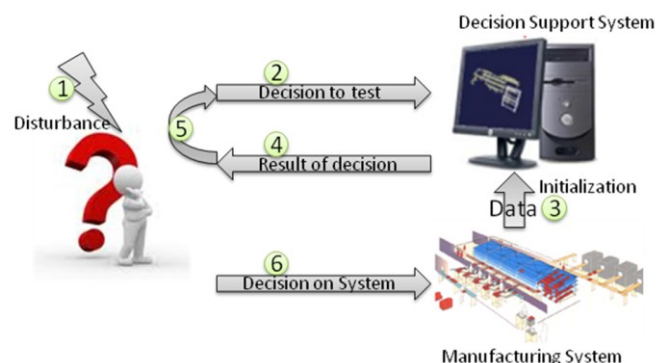 Decision Support System
1
2
Decision to test
Disturbance
5
4
Result of decision
Initialization
Data 3
6
Decision on System
Manufacturing System